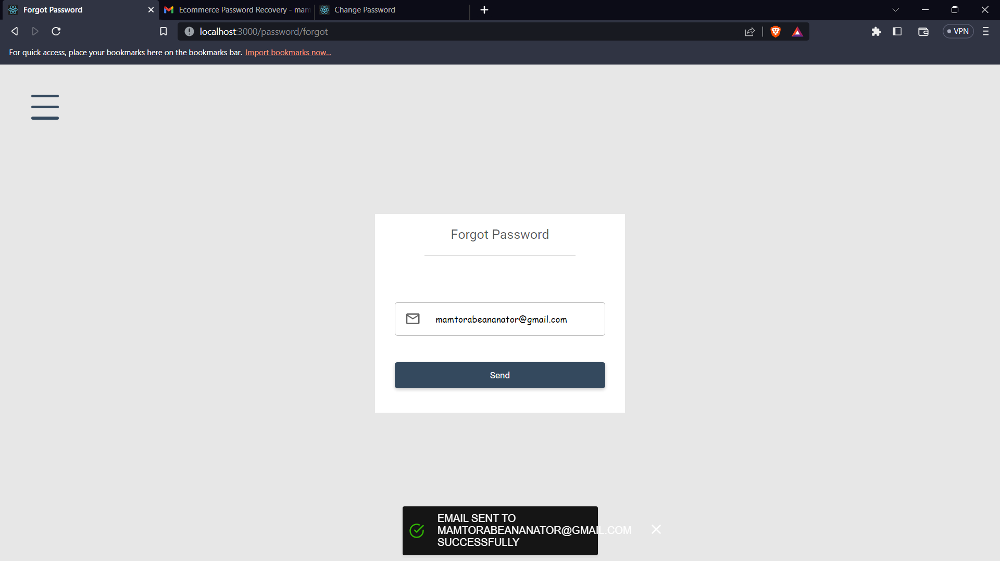 Forgot Password
Ecommerce Password Recovery - mam
Change Password
localhost:3000/password/forgot
VPN
For quick access, place your bookmarks here on the bookmarks bar. Import bookmarks now...
Forgot Password
mamtorabeananator@gmail.com
Send
EMAIL SENT TO
MAMTORABEANANATOR@GMAIL.COM
SUCCESSFULLY